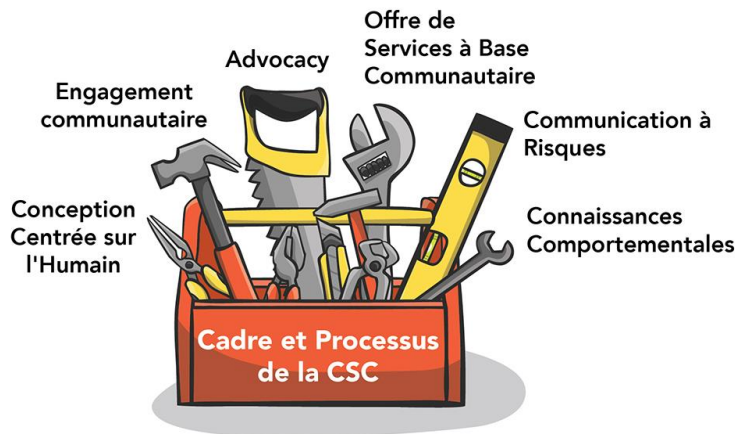 Offre de
Services à Base
Communautaire
Advocacy
Engagement
communautaire
Communication à
Risques
Conception
Centrée sur
l'Humain
Connaissances
Comportementales
Cadre et Processus
de la CSC